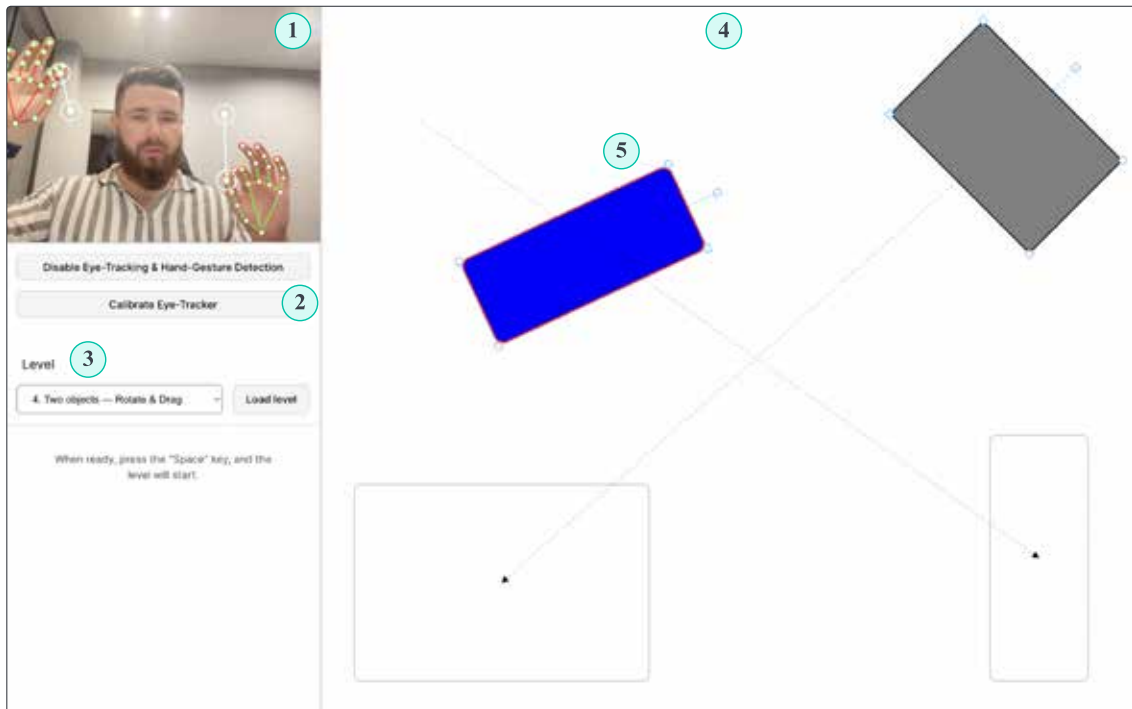 1
4
5
Disable Eye-Tracking & Hand-Gesture Detection
Calibrate Eye-Tracker
2
Level
3
4. Two objects — Rotate & Drag
Load level
When ready, press the "Space" key, and the
level will start.